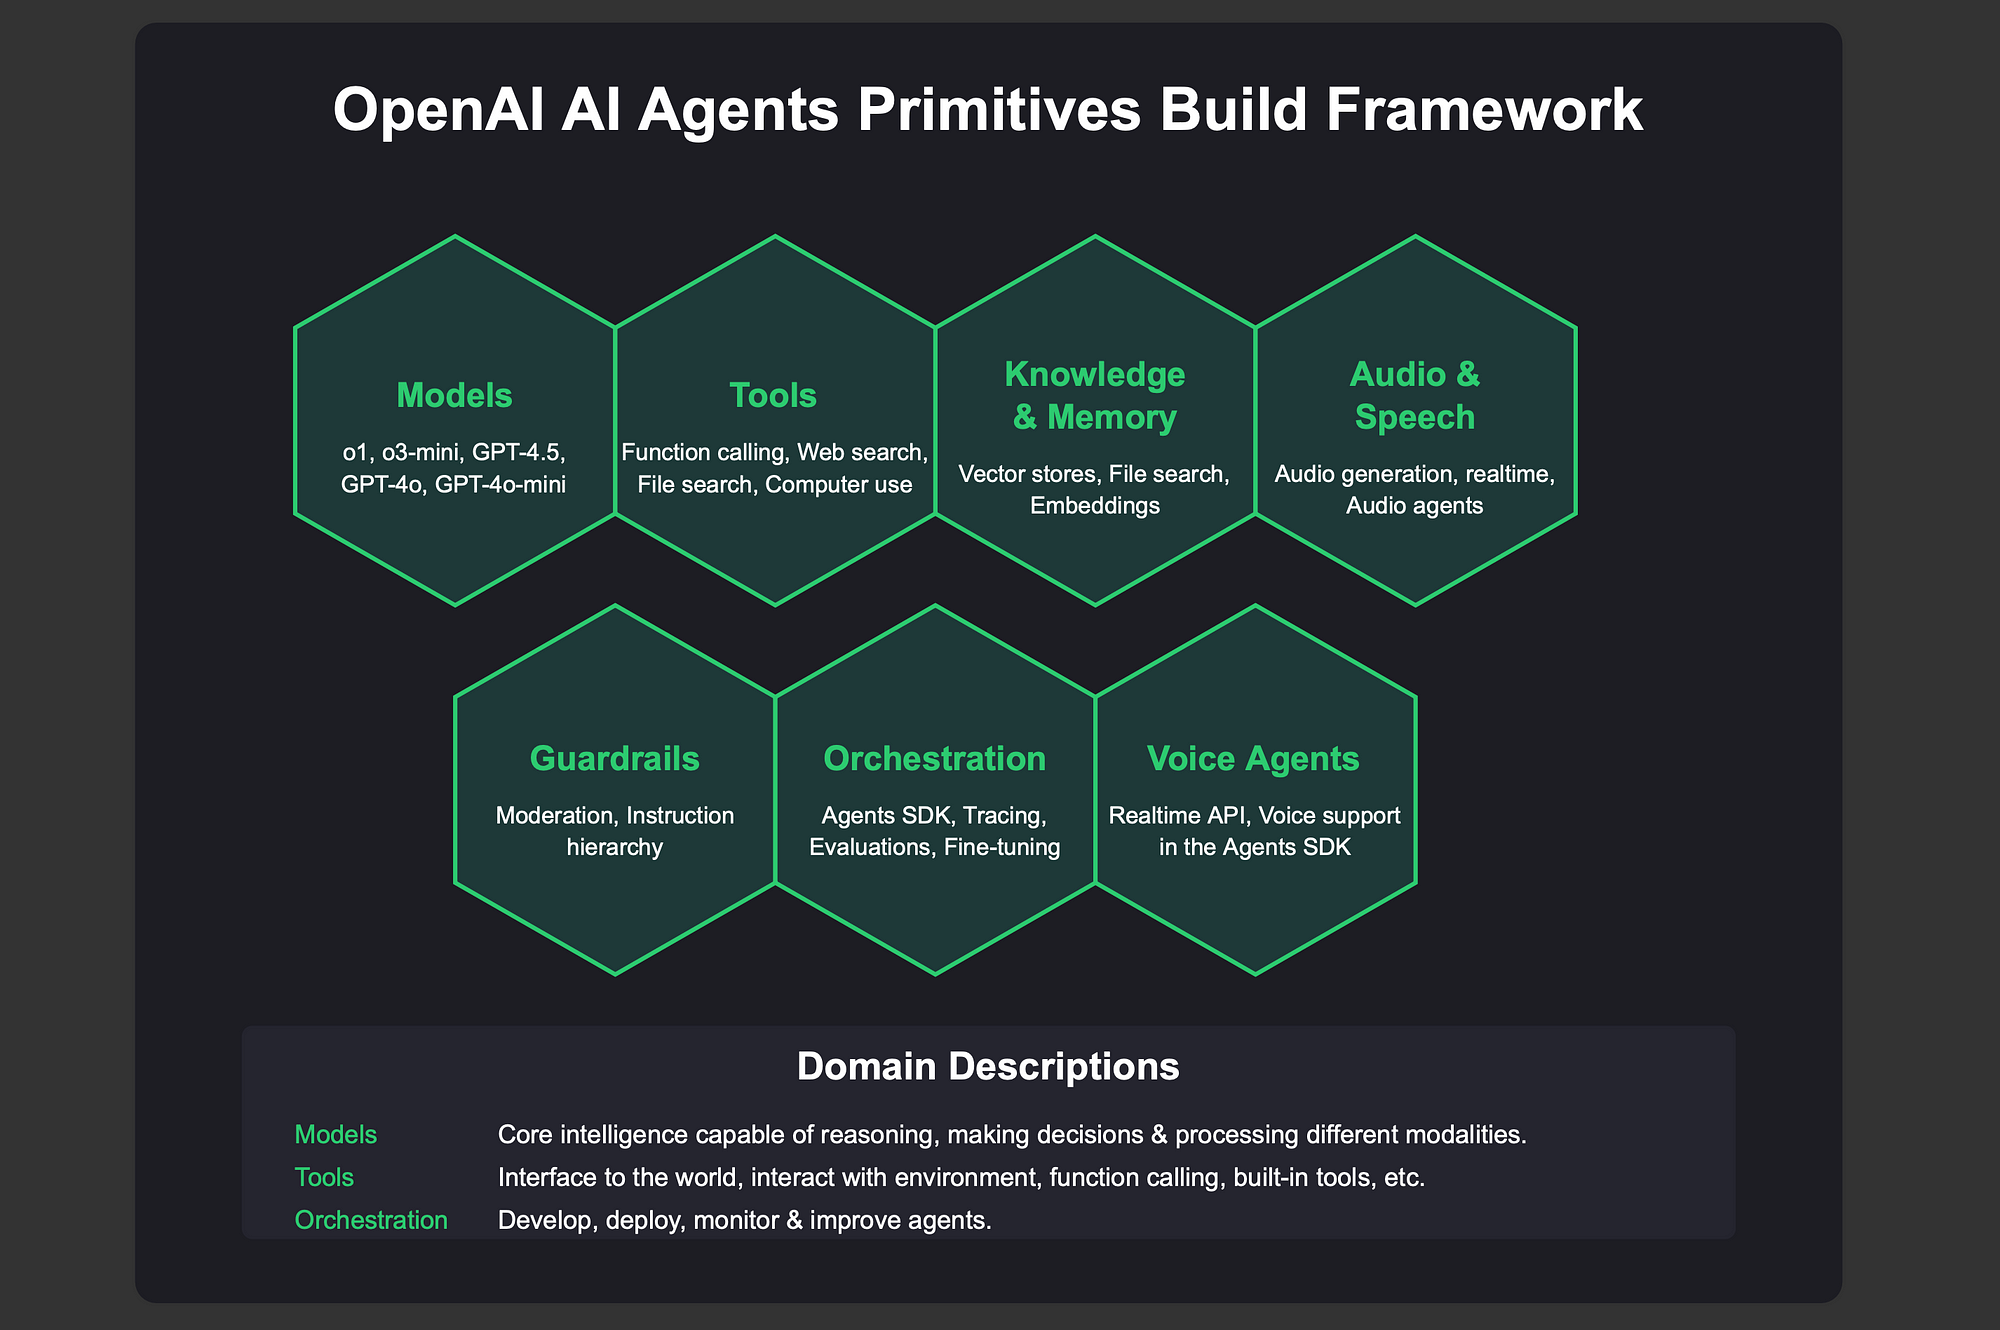 OpenAI AI Agents Primitives Build Framework
Models
o1, o3-mini, GPT-4.5,
GPT-4o, GPT-4o-mini
Tools
Function calling, Web search,
File search, Computer use
Knowledge
& Memory
Vector stores, File search,
Embeddings
Audio &
Speech
Audio generation, realtime,
Audio agents
Guardrails
Moderation, Instruction
hierarchy
Orchestration
Agents SDK, Tracing,
Evaluations, Fine-tuning
Voice Agents
Realtime API, Voice support
in the Agents SDK
Domain Descriptions
Models Core intelligence capable of reasoning, making decisions & processing different modalities.
Tools Interface to the world, interact with environment, function calling, built-in tools, etc.
Orchestration Develop, deploy, monitor & improve agents.